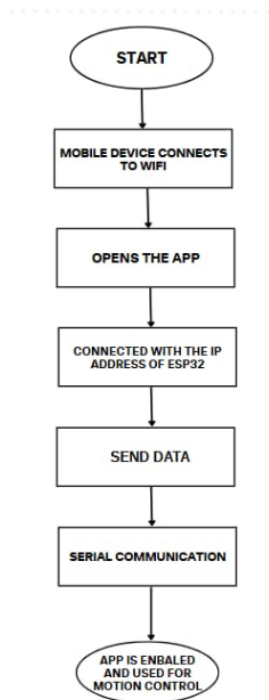 START
MOBILE DEVICE CONNECTS
TO WIFI
OPENS THE APP
CONNECTED WITH THE IP
ADDRESS OF ESP32
SEND DATA
SERIAL COMMUNICATION
APP IS ENBALED
AND USED FOR
MOTION CONTROL